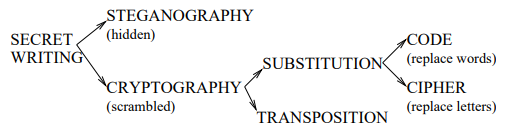 STEGANOGRAPHY
(hidden)
SECRET
WRITING
CRYPTOGRAPHY
(scrambled)
SUBSTITUTION
TRANSPOSITION
CODE
(replace words)
CIPHER
(replace letters)